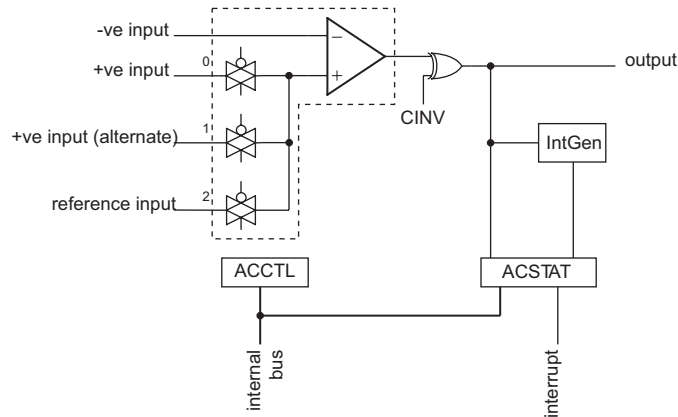 -ve input
+ve input
0
output
CINV
+ve input (alternate)
1
IntGen
reference input
2
ACCTL
ACSTAT
internal
bus
interrupt
−
+